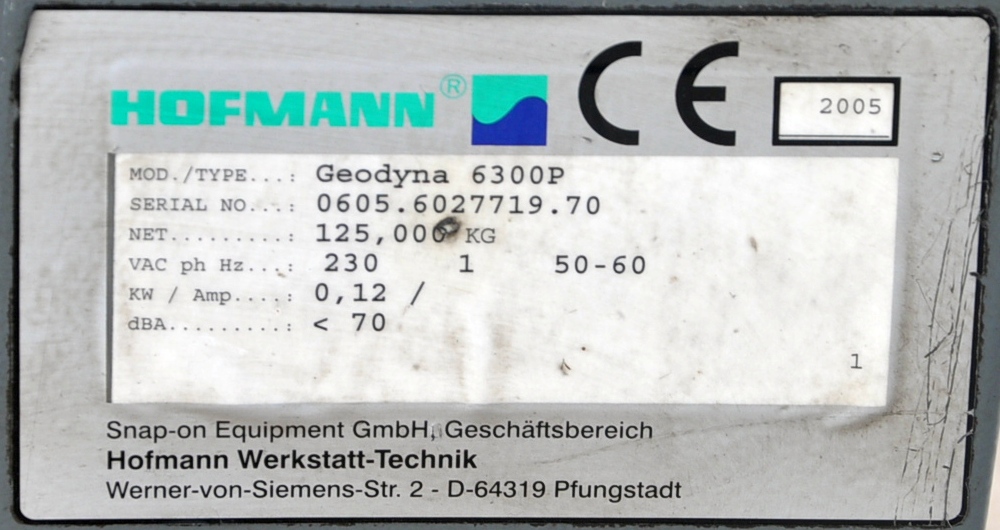 HOFMANN® CE 2005
MOD./TYPE...: Geodyna 6300P
SERIAL NO...: 0605.6027719.70
NET.........: 125,000 KG
VAC ph Hz...: 230 1 50-60
KW / Amp....: 0,12 /
dBA.........: < 70
1
Snap-on Equipment GmbH, Geschäftsbereich
Hofmann Werkstatt-Technik
Werner-von-Siemens-Str. 2 - D-64319 Pfungstadt